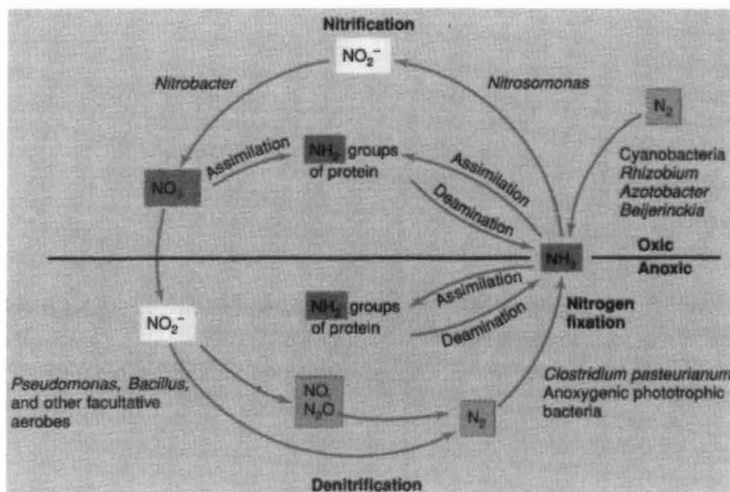 Nitrification
NO₂⁻
Nitrobacter
Nitrosomonas
N₂
Cyanobacteria
Rhizobium
Azotobacter
Beijerinckia
NO₃⁻
Assimilation
NH₂ groups
of protein
Assimilation
Deamination
NH₃
Oxic
Anoxic
Assimilation
NH₂ groups
of protein
Deamination
Nitrogen
fixation
NO₂⁻
Pseudomonas, Bacillus,
and other facultative
aerobes
NO,
N₂O
N₂
Clostridium pasteurianum
Anoxygenic phototrophic
bacteria
Denitrification